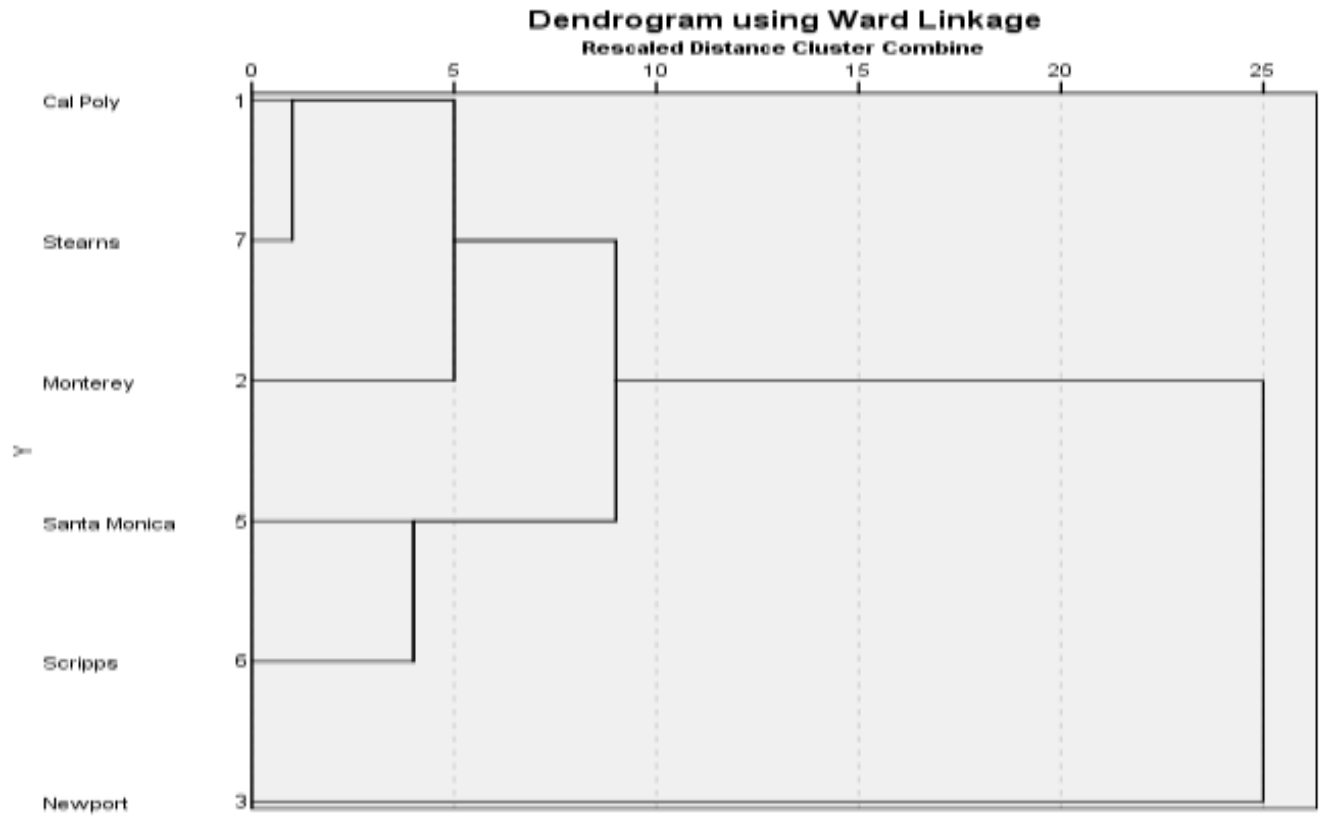 Dendrogram using Ward Linkage
Rescaled Distance Cluster Combine
0 5 10 15 20 25
Cal Poly 1
Stearns 7
Monterey 2
Y
Santa Monica 5
Scripps 6
Newport 3